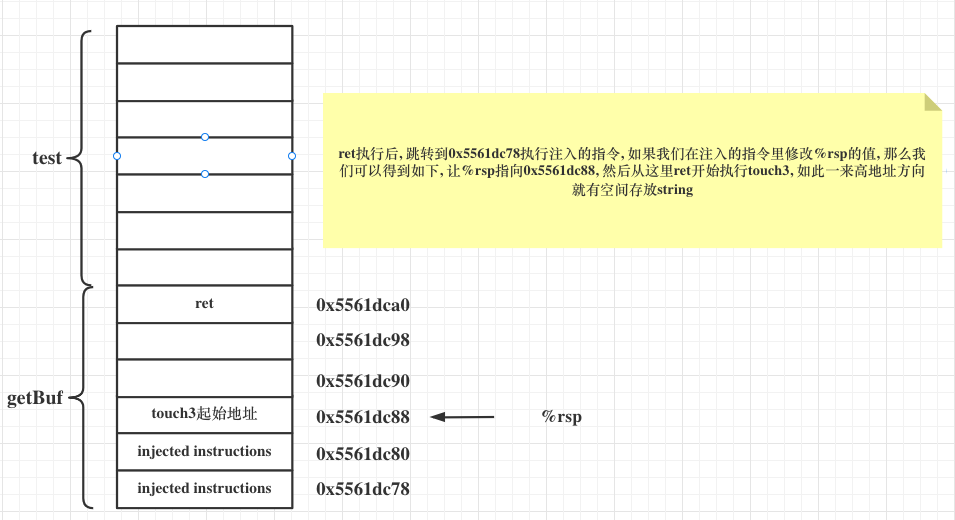 test
ret执行后, 跳转到0x5561dc78执行注入的指令, 如果我们在注入的指令里修改%rsp的值, 那么我
们可以得到如下, 让%rsp指向0x5561dc88, 然后从这里ret开始执行touch3, 如此一来高地址方向
就有空间存放string
ret
0x5561dca0
0x5561dc98
0x5561dc90
getBuf
touch3起始地址
0x5561dc88
%rsp
injected instructions
0x5561dc80
injected instructions
0x5561dc78